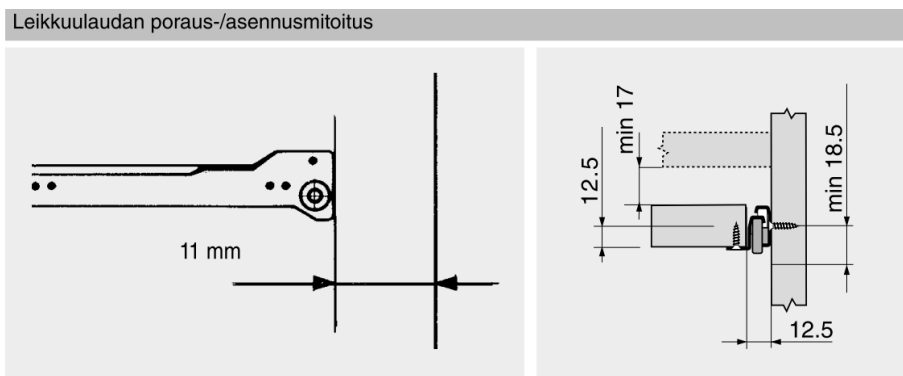 Leikkuulaudan poraus-/asennusmitoitus
11 mm
12.5
min 17
min 18.5
12.5